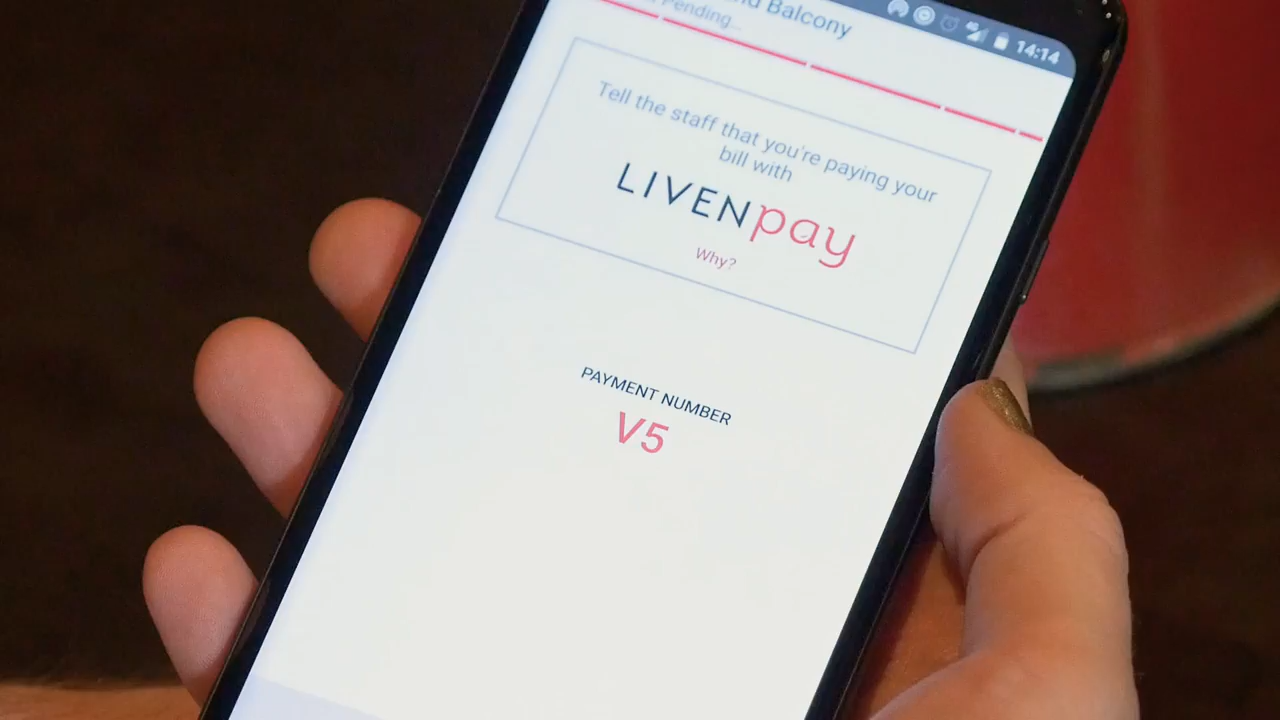 Balcony
14:14
Pending...
Tell the staff that you're paying your
bill with
LIVENpay
Why?
PAYMENT NUMBER
V5